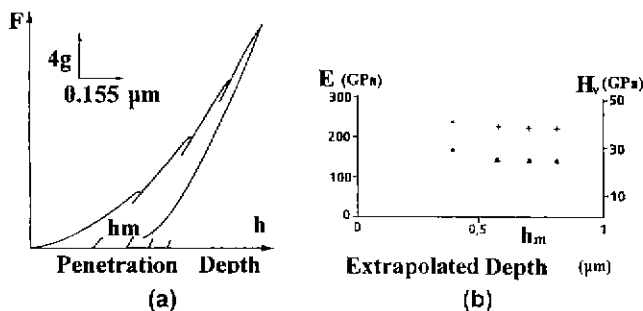 F
4g
0.155 µm
hm
h
Penetration Depth
(a)
E (GPa)
Hv (GPa)
300
200
100
0
50
30
10
0
0,5
1
hm
Extrapolated Depth (µm)
(b)